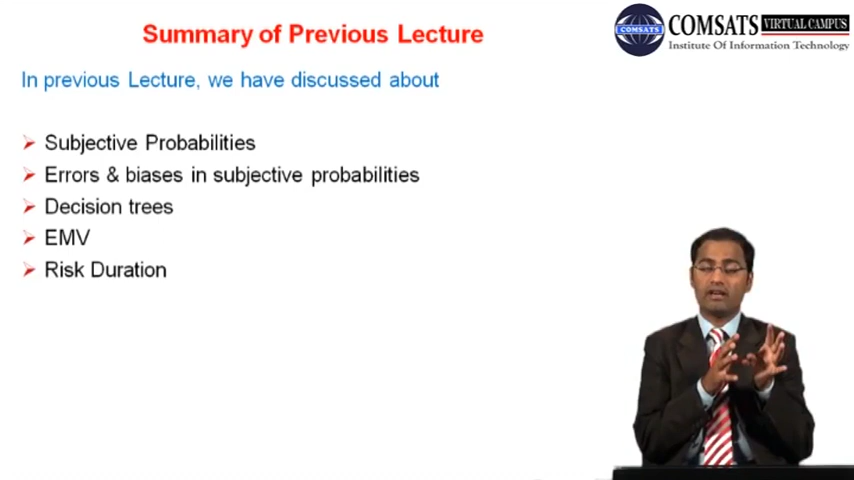 Summary of Previous Lecture
COMSATS
COMSATS VIRTUAL CAMPUS
Institute Of Information Technology
In previous Lecture, we have discussed about
Subjective Probabilities
Errors & biases in subjective probabilities
Decision trees
EMV
Risk Duration